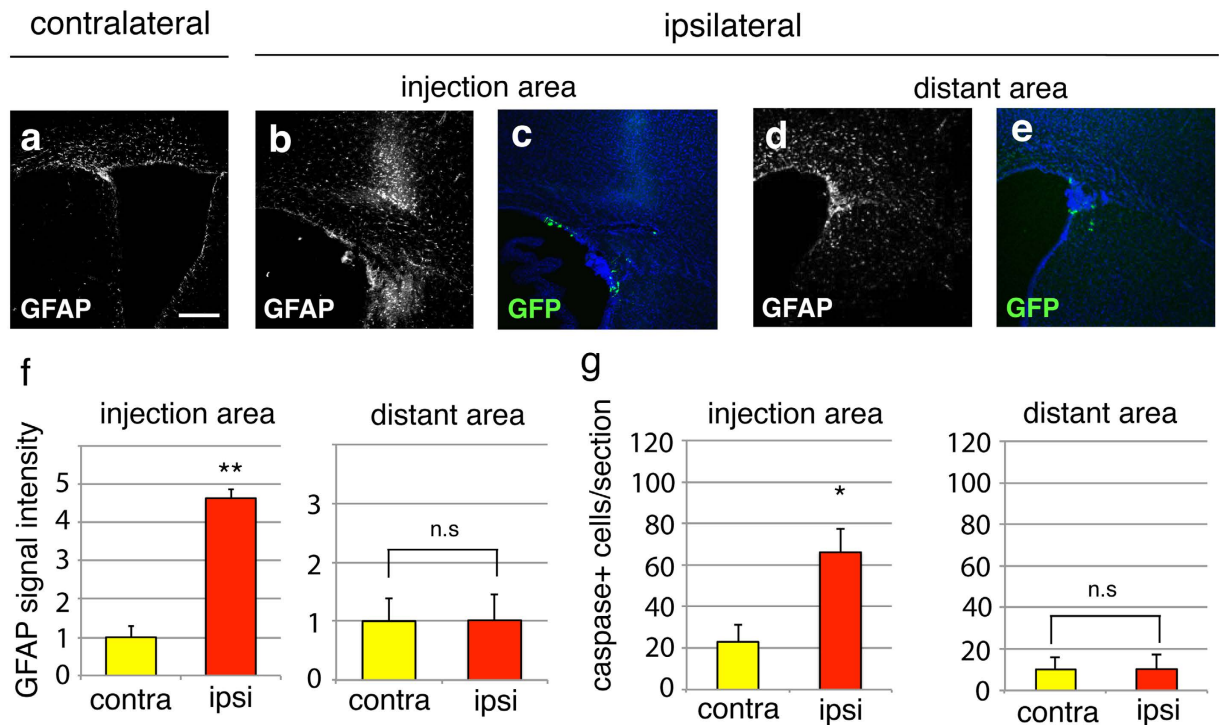 contralateral
ipsilateral
injection area
distant area
a
GFAP
b
GFAP
c
GFP
d
GFAP
e
GFP
f
injection area
distant area
GFAP signal intensity
5
4
3
2
1
0
**
contra
ipsi
3
2
1
0
n.s
contra
ipsi
g
injection area
distant area
caspase+ cells/section
120
100
80
60
40
20
0
*
contra
ipsi
120
100
80
60
40
20
0
n.s
contra
ipsi